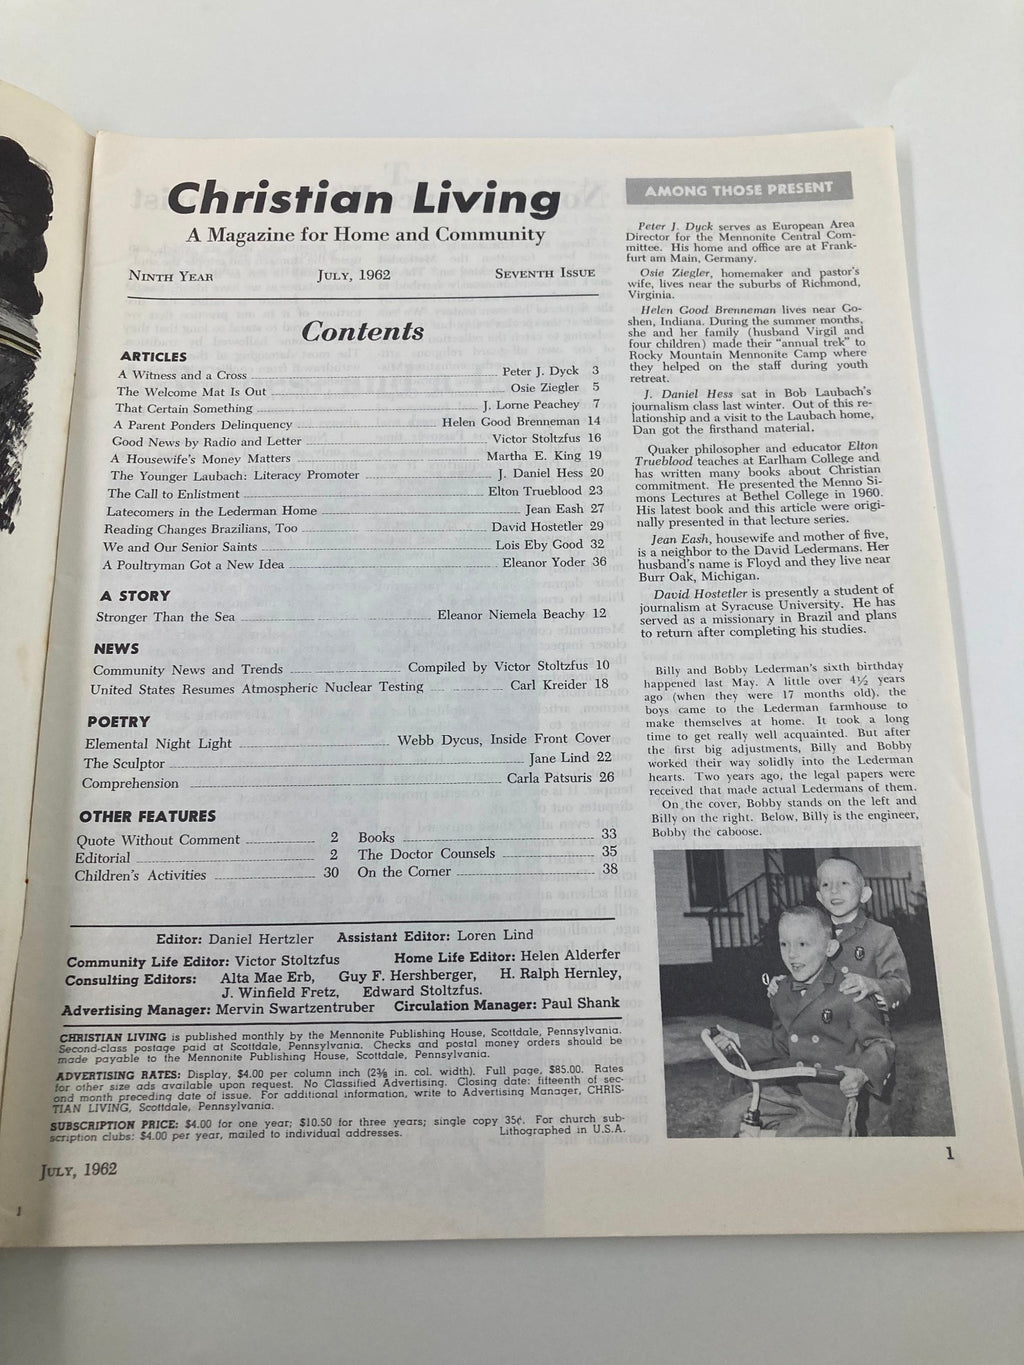 Christian Living
A Magazine for Home and Community
NINTH YEAR JULY, 1962 SEVENTH ISSUE
Contents
ARTICLES
A Witness and a Cross Peter J. Dyck 3
The Welcome Mat Is Out Osie Ziegler 5
That Certain Something J. Lorne Peachey 7
A Parent Ponders Delinquency Helen Good Brenneman 14
Good News by Radio and Letter Victor Stoltzfus 16
A Housewife's Money Matters Martha E. King 19
The Younger Laubach: Literacy Promoter J. Daniel Hess 20
The Call to Enlistment Elton Trueblood 23
Latecomers in the Lederman Home Jean Eash 27
Reading Changes Brazilians, Too David Hostetler 29
We and Our Senior Saints Lois Eby Good 32
A Poultryman Got a New Idea Eleanor Yoder 36
A STORY
Stronger Than the Sea Eleanor Niemela Beachy 12
NEWS
Community News and Trends Compiled by Victor Stoltzfus 10
United States Resumes Atmospheric Nuclear Testing Carl Kreider 18
POETRY
Elemental Night Light Webb Dycus, Inside Front Cover
The Sculptor Jane Lind 22
Comprehension Carla Patsuris 26
OTHER FEATURES
Quote Without Comment 2 Books 33
Editorial 2 The Doctor Counsels 35
Children's Activities 30 On the Corner 38
Editor: Daniel Hertzler Assistant Editor: Loren Lind
Community Life Editor: Victor Stoltzfus Home Life Editor: Helen Alderfer
Consulting Editors: Alta Mae Erb, Guy F. Hershberger, H. Ralph Hernley,
J. Winfield Fretz, Edward Stoltzfus.
Advertising Manager: Mervin Swartzentruber Circulation Manager: Paul Shank
CHRISTIAN LIVING is published monthly by the Mennonite Publishing House, Scottdale, Pennsylvania.
Second-class postage paid at Scottdale, Pennsylvania. Checks and postal money orders should be
made payable to the Mennonite Publishing House, Scottdale, Pennsylvania.
ADVERTISING RATES: Display, $4.00 per column inch (2⅜ in. col. width). Full page, $85.00. Rates
for other size ads available upon request. No Classified Advertising. Closing date: fifteenth of sec-
ond month preceding date of issue. For additional information, write to Advertising Manager, CHRIS-
TIAN LIVING, Scottdale, Pennsylvania.
SUBSCRIPTION PRICE: $4.00 for one year; $10.50 for three years; single copy 35¢. For church sub-
scription clubs: $4.00 per year, mailed to individual addresses. Lithographed in U.S.A.
JULY, 1962
AMONG THOSE PRESENT
Peter J. Dyck serves as European Area
Director for the Mennonite Central Com-
mittee. His home and office are at Frank-
furt am Main, Germany.
Osie Ziegler, homemaker and pastor's
wife, lives near the suburbs of Richmond,
Virginia.
Helen Good Brenneman lives near Go-
shen, Indiana. During the summer months,
she and her family (husband Virgil and
four children) made their "annual trek" to
Rocky Mountain Mennonite Camp where
they helped on the staff during youth
retreat.
J. Daniel Hess sat in Bob Laubach's
journalism class last winter. Out of this re-
lationship and a visit to the Laubach home,
Dan got the firsthand material.
Quaker philosopher and educator Elton
Trueblood teaches at Earlham College and
has written many books about Christian
commitment. He presented the Menno Si-
mons Lectures at Bethel College in 1960.
His latest book and this article were origi-
nally presented in that lecture series.
Jean Eash, housewife and mother of five,
is a neighbor to the David Ledermans. Her
husband's name is Floyd and they live near
Burr Oak, Michigan.
David Hostetler is presently a student of
journalism at Syracuse University. He has
served as a missionary in Brazil and plans
to return after completing his studies.
Billy and Bobby Lederman's sixth birthday
happened last May. A little over 4½ years
ago (when they were 17 months old), the
boys came to the Lederman farmhouse to
make themselves at home. It took a long
time to get really well acquainted. But after
the first big adjustments, Billy and Bobby
worked their way solidly into the Lederman
hearts. Two years ago, the legal papers were
received that made actual Ledermans of them.
On the cover, Bobby stands on the left and
Billy on the right. Below, Billy is the engineer,
Bobby the caboose.
1